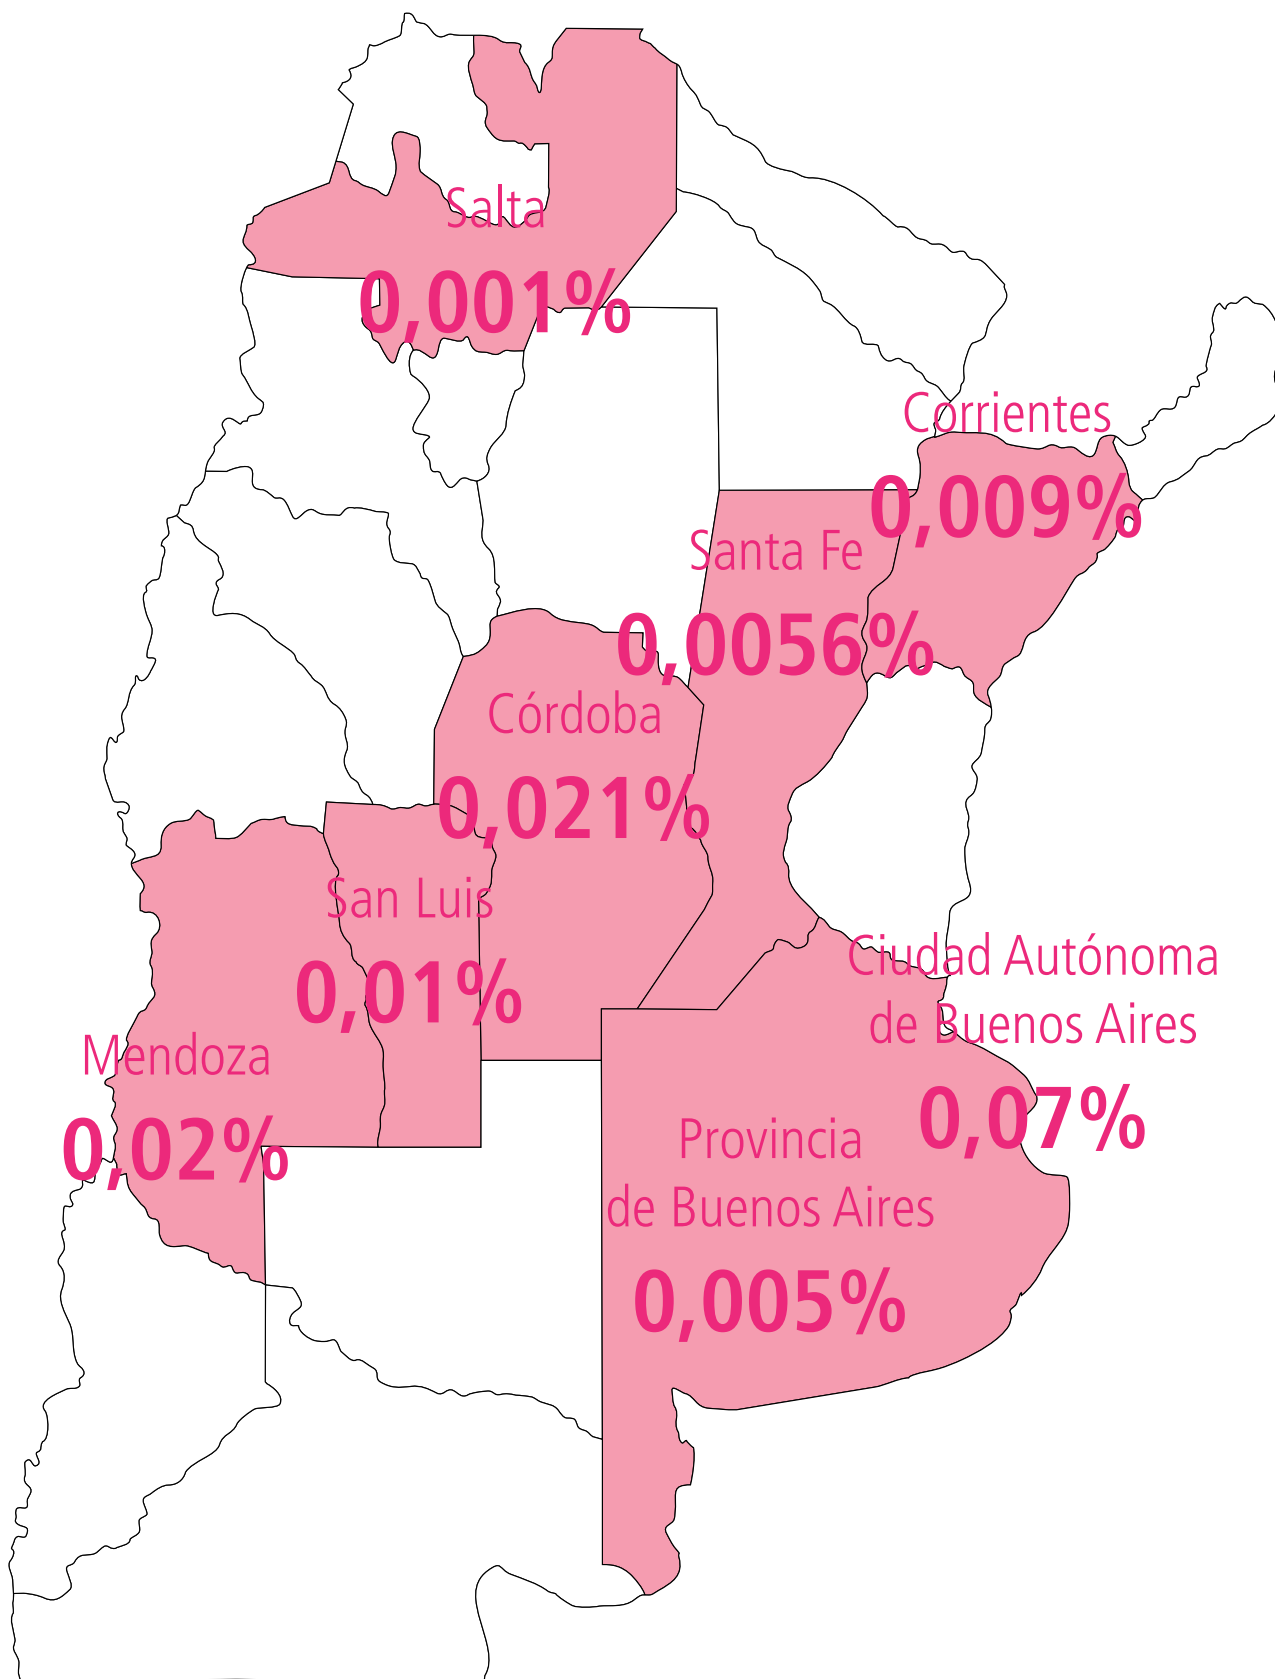 Salta
0,001%
Corrientes
0,009%
Santa Fe
0,0056%
Córdoba
0,021%
San Luis
0,01%
Ciudad Autónoma
de Buenos Aires
0,07%
Mendoza
0,02%
Provincia
de Buenos Aires
0,005%